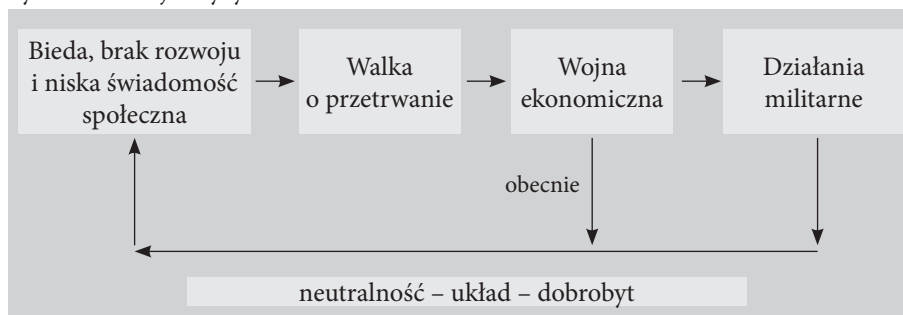 Bieda, brak rozwoju
i niska świadomość
społeczna
Walka
o przetrwanie
Wojna
ekonomiczna
Działania
militarne
obecnie
neutralność – układ – dobrobyt